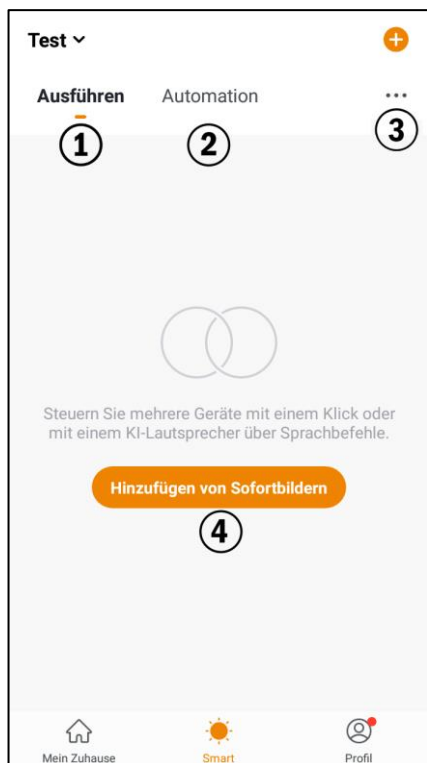 Test
Ausführen Automation ...
1 2 3
Steuern Sie mehrere Geräte mit einem Klick oder
mit einem KI-Lautsprecher über Sprachbefehle.
Hinzufügen von Sofortbildern
4
Mein Zuhause Smart Profil